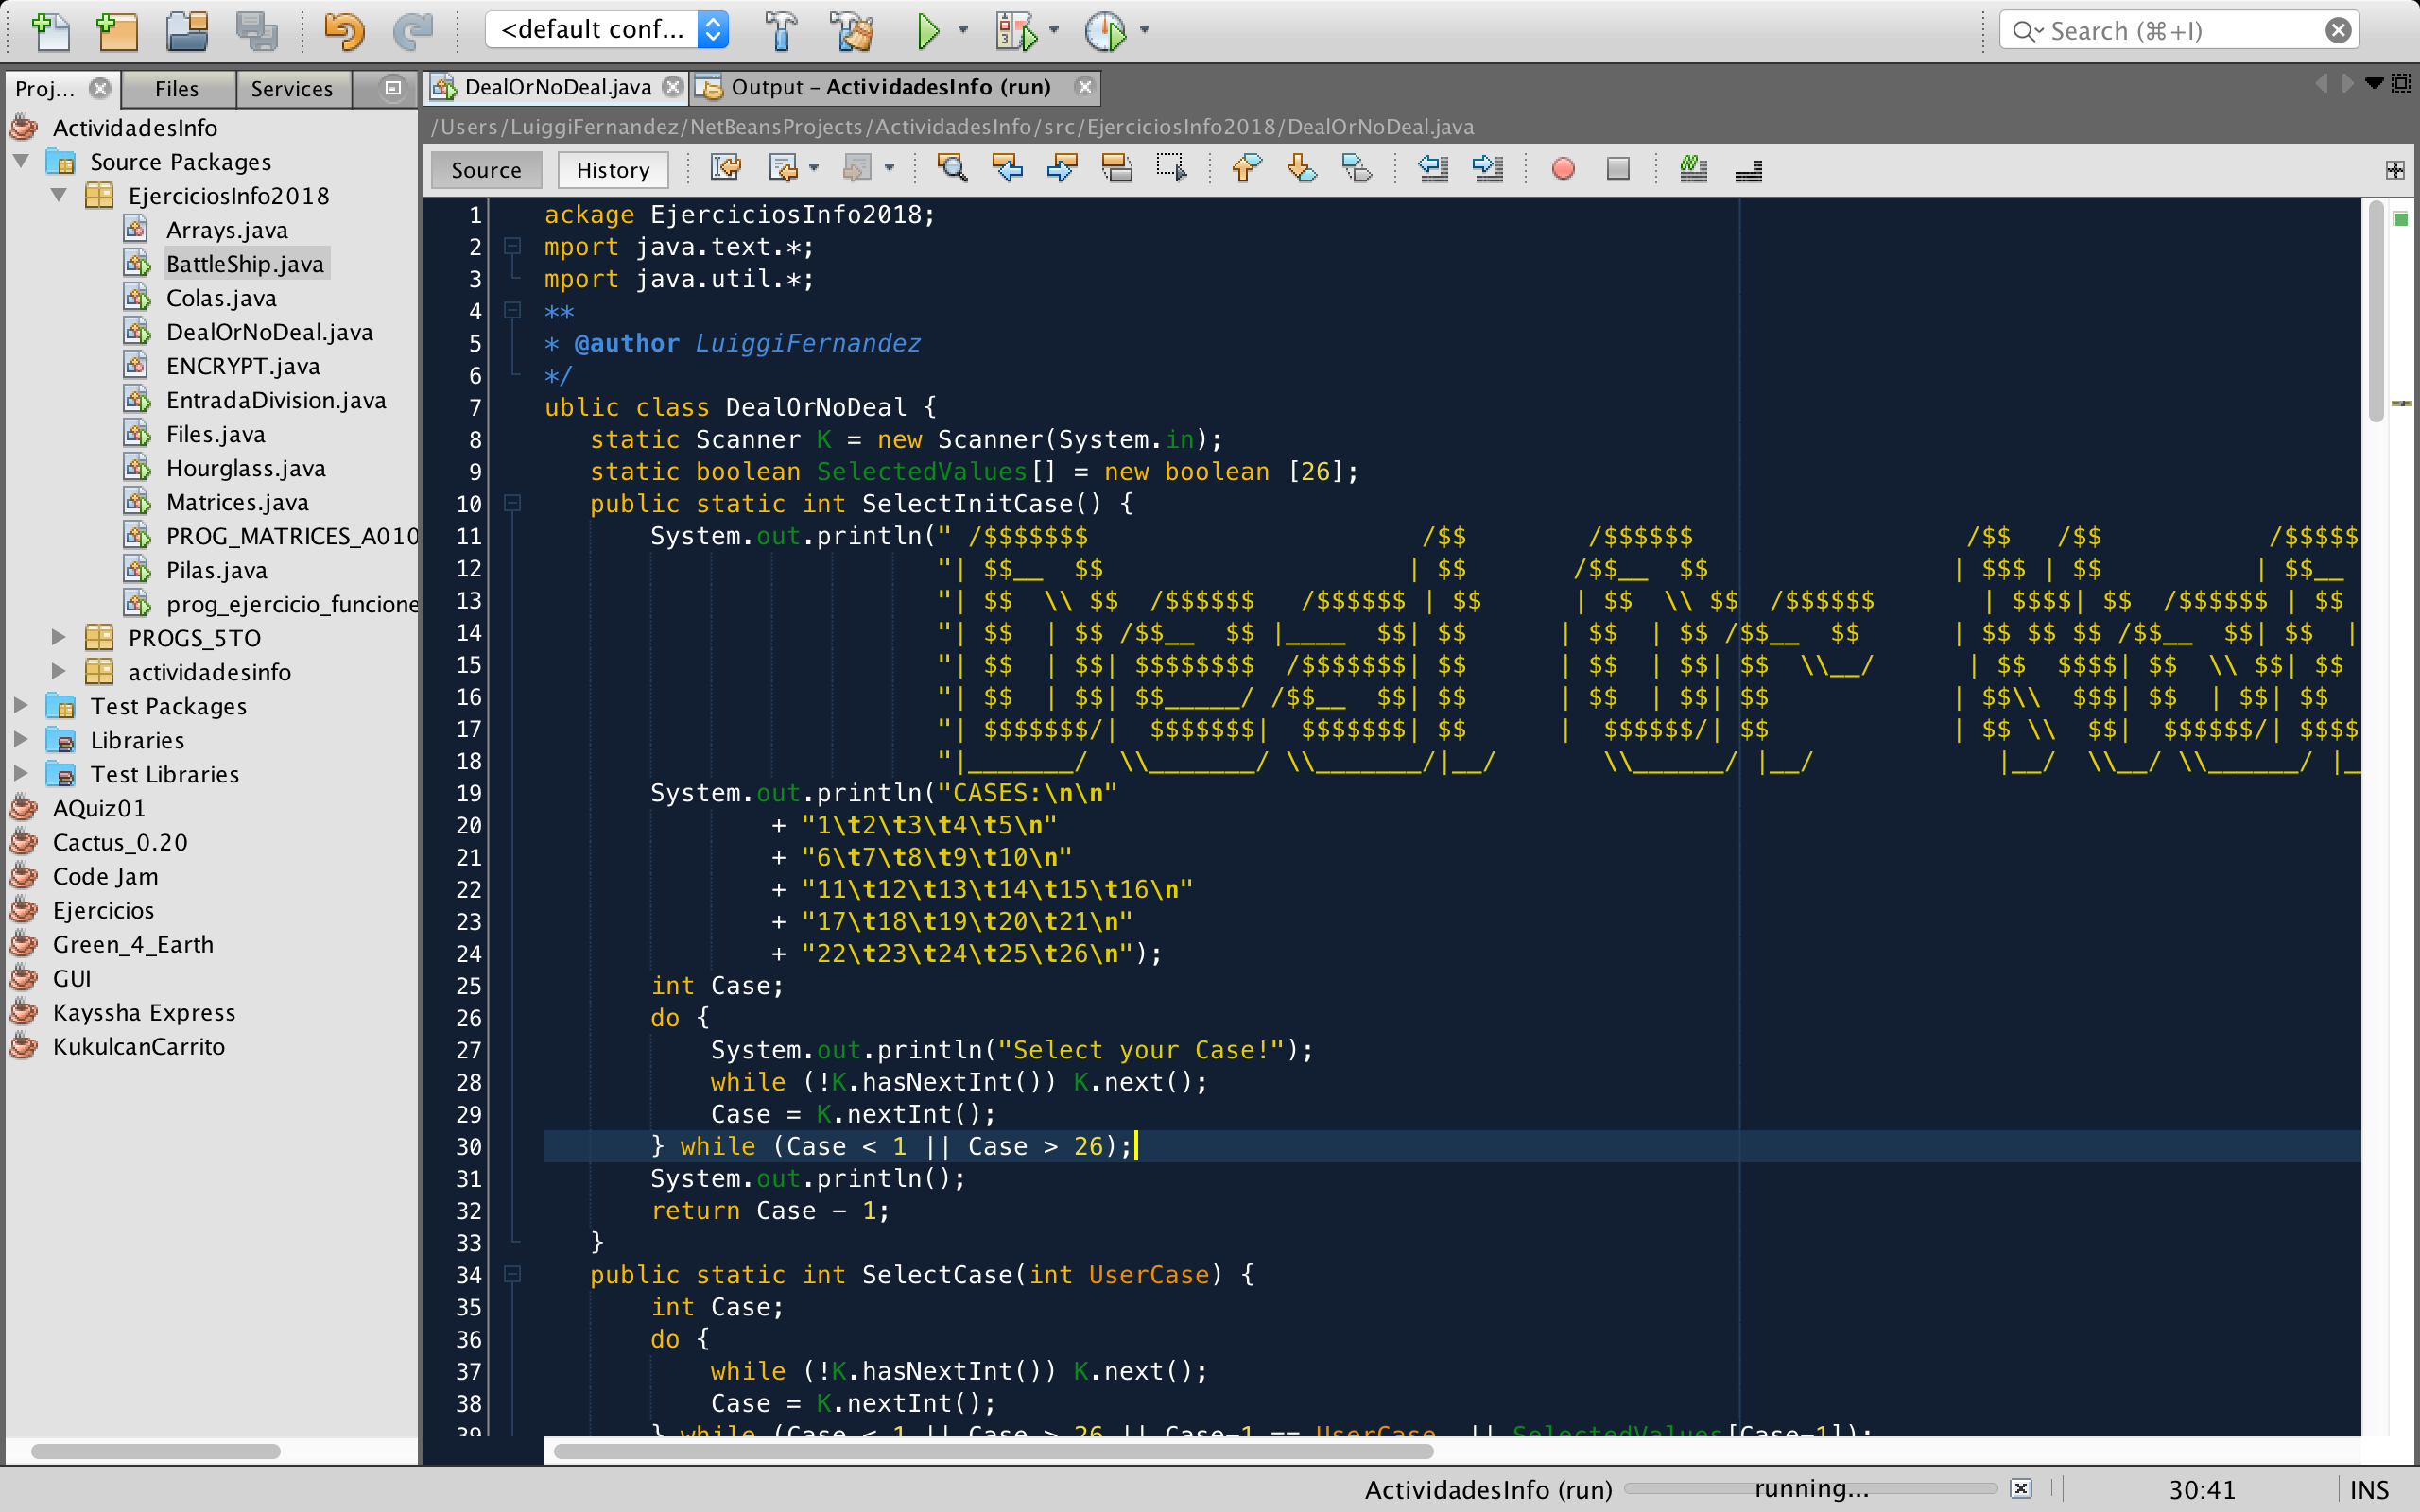 <default conf...
Search (⌘+I)
Proj...
Files
Services
DealOrNoDeal.java
Output – ActividadesInfo (run)
/Users/LuiggiFernandez/NetBeansProjects/ActividadesInfo/src/EjerciciosInfo2018/DealOrNoDeal.java
Source
History
ActividadesInfo
Source Packages
EjerciciosInfo2018
Arrays.java
BattleShip.java
Colas.java
DealOrNoDeal.java
ENCRYPT.java
EntradaDivision.java
Files.java
Hourglass.java
Matrices.java
PROG_MATRICES_A010
Pilas.java
prog_ejercicio_funcione
PROGS_5TO
actividadesinfo
Test Packages
Libraries
Test Libraries
AQuiz01
Cactus_0.20
Code Jam
Ejercicios
Green_4_Earth
GUI
Kayssha Express
KukulcanCarrito
1 ackage EjerciciosInfo2018;
2 mport java.text.*;
3 mport java.util.*;
4 **
5 * @author LuiggiFernandez
6 */
7 ublic class DealOrNoDeal {
8 static Scanner K = new Scanner(System.in);
9 static boolean SelectedValues[] = new boolean [26];
10 public static int SelectInitCase() {
11 System.out.println(" /$$$$$$$                      /$$        /$$$$$$                  /$$   /$$           /$$$$$
12 "| $$__  $$                    | $$       /$$__  $$                | $$$ | $$          | $$__
13 "| $$  \\ $$  /$$$$$$   /$$$$$$ | $$      | $$  \\ $$  /$$$$$$       | $$$$| $$  /$$$$$$ | $$
14 "| $$  | $$ /$$__  $$ |____  $$| $$      | $$  | $$ /$$__  $$      | $$ $$ $$ /$$__  $$| $$  |
15 "| $$  | $$| $$$$$$$$  /$$$$$$$| $$      | $$  | $$| $$  \\__/      | $$  $$$$| $$  \\ $$| $$
16 "| $$  | $$| $$_____/ /$$__  $$| $$      | $$  | $$| $$            | $$\\  $$$| $$  | $$| $$
17 "| $$$$$$$/|  $$$$$$$|  $$$$$$$| $$      |  $$$$$$/| $$            | $$ \\  $$|  $$$$$$/| $$$$
18 "|_______/  \\_______/ \\_______/|__/       \\______/ |__/            |__/  \\__/ \\______/ |_
19 System.out.println("CASES:\n\n"
20 + "1\t2\t3\t4\t5\n"
21 + "6\t7\t8\t9\t10\n"
22 + "11\t12\t13\t14\t15\t16\n"
23 + "17\t18\t19\t20\t21\n"
24 + "22\t23\t24\t25\t26\n");
25 int Case;
26 do {
27 System.out.println("Select your Case!");
28 while (!K.hasNextInt()) K.next();
29 Case = K.nextInt();
30 } while (Case < 1 || Case > 26);
31 System.out.println();
32 return Case – 1;
33 }
34 public static int SelectCase(int UserCase) {
35 int Case;
36 do {
37 while (!K.hasNextInt()) K.next();
38 Case = K.nextInt();
39 } while (Case < 1 || Case > 26 || Case–1 == UserCase || SelectedValues[Case–1]);
ActividadesInfo (run)
running...
30:41
INS